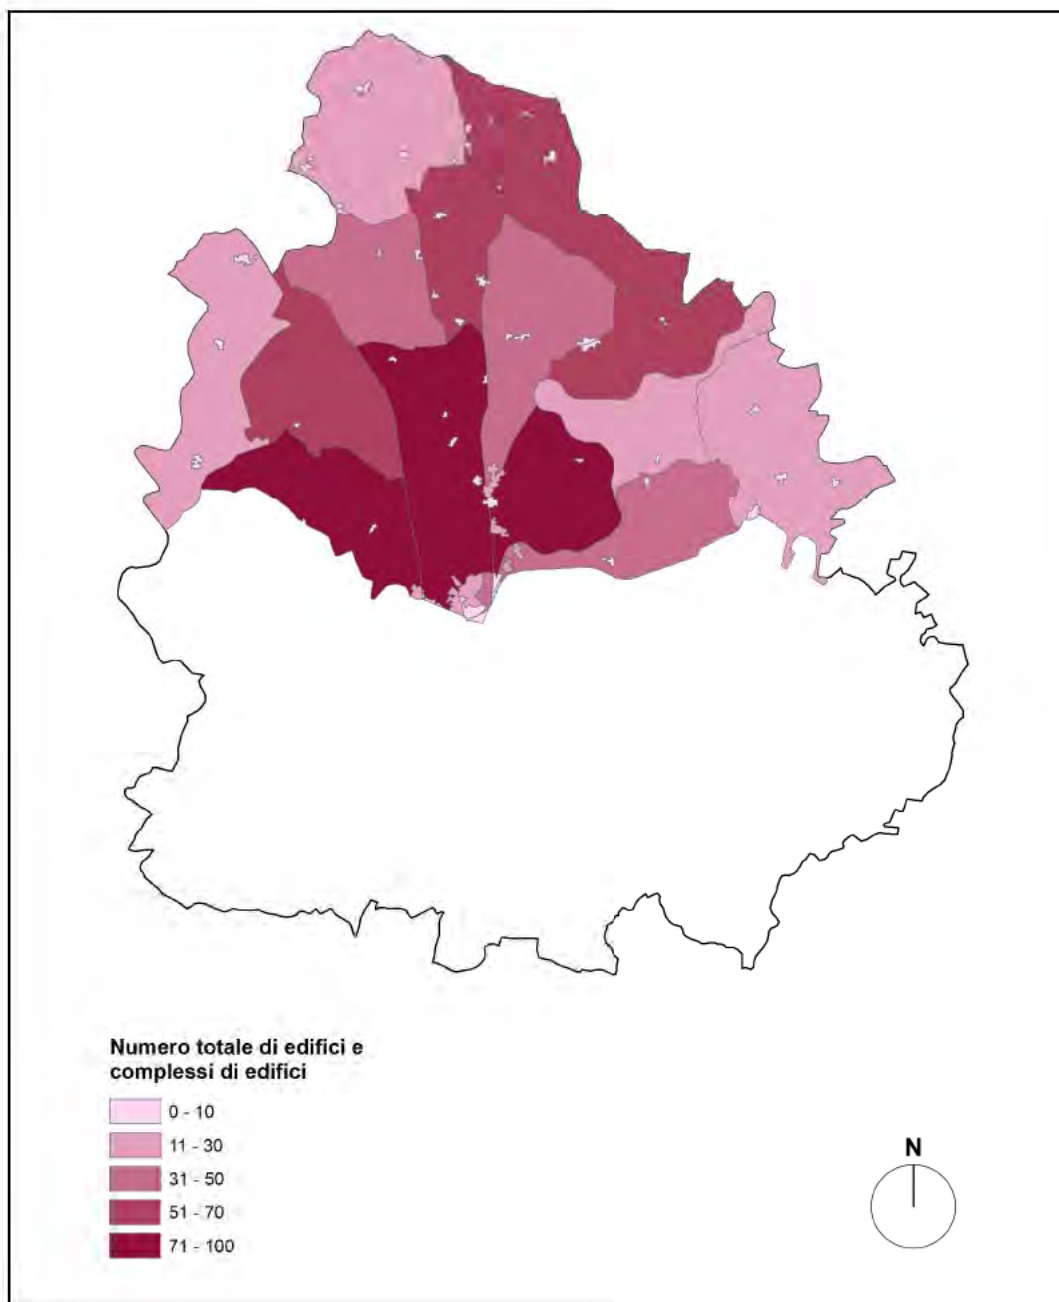 Numero totale di edifici e
complessi di edifici
0 - 10
11 - 30
31 - 50
51 - 70
71 - 100
N